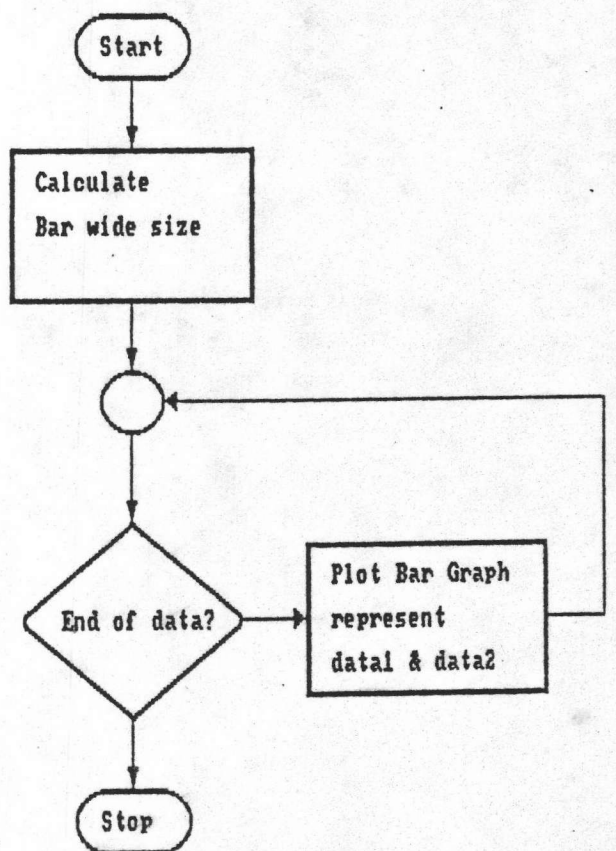 Start
Calculate
Bar wide size
End of data?
Plot Bar Graph
represent
data1 & data2
Stop